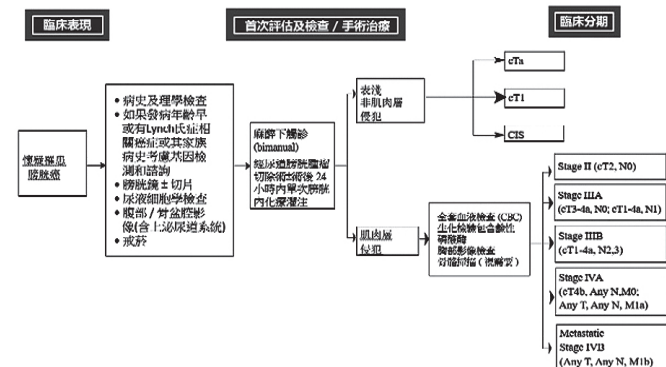 臨床表現
首次評估及檢查 / 手術治療
臨床分期
懷疑罹患
膀胱癌
• 病史及理學檢查
• 如果發病年齡早
或有Lynch氏症相
關癌症或其家族
病史考慮基因檢
測和諮詢
• 膀胱鏡 ± 切片
• 尿液細胞學檢查
• 腹部 / 骨盆腔影
像(含上泌尿道系統)
• 戒菸
麻醉下觸診
(bimanual)
經尿道膀胱腫瘤
切除術±術後 24
小時內單次膀胱
內化療灌注
表淺
非肌肉層
侵犯
肌肉層
侵犯
cTa
cT1
CIS
全套血液檢查 (CBC)
生化檢驗包含鹼性
磷酸酶
胸部影像檢查
骨骼掃描 ( 視需要 )
Stage II (cT2, N0)
Stage IIIA
(cT3-4a, N0; cT1-4a, N1)
Stage IIIB
(cT1-4a, N2,3)
Stage IVA
(cT4b, Any N,M0;
Any T, Any N, M1a)
Metastatic
Stage IVB
(Any T, Any N, M1b)